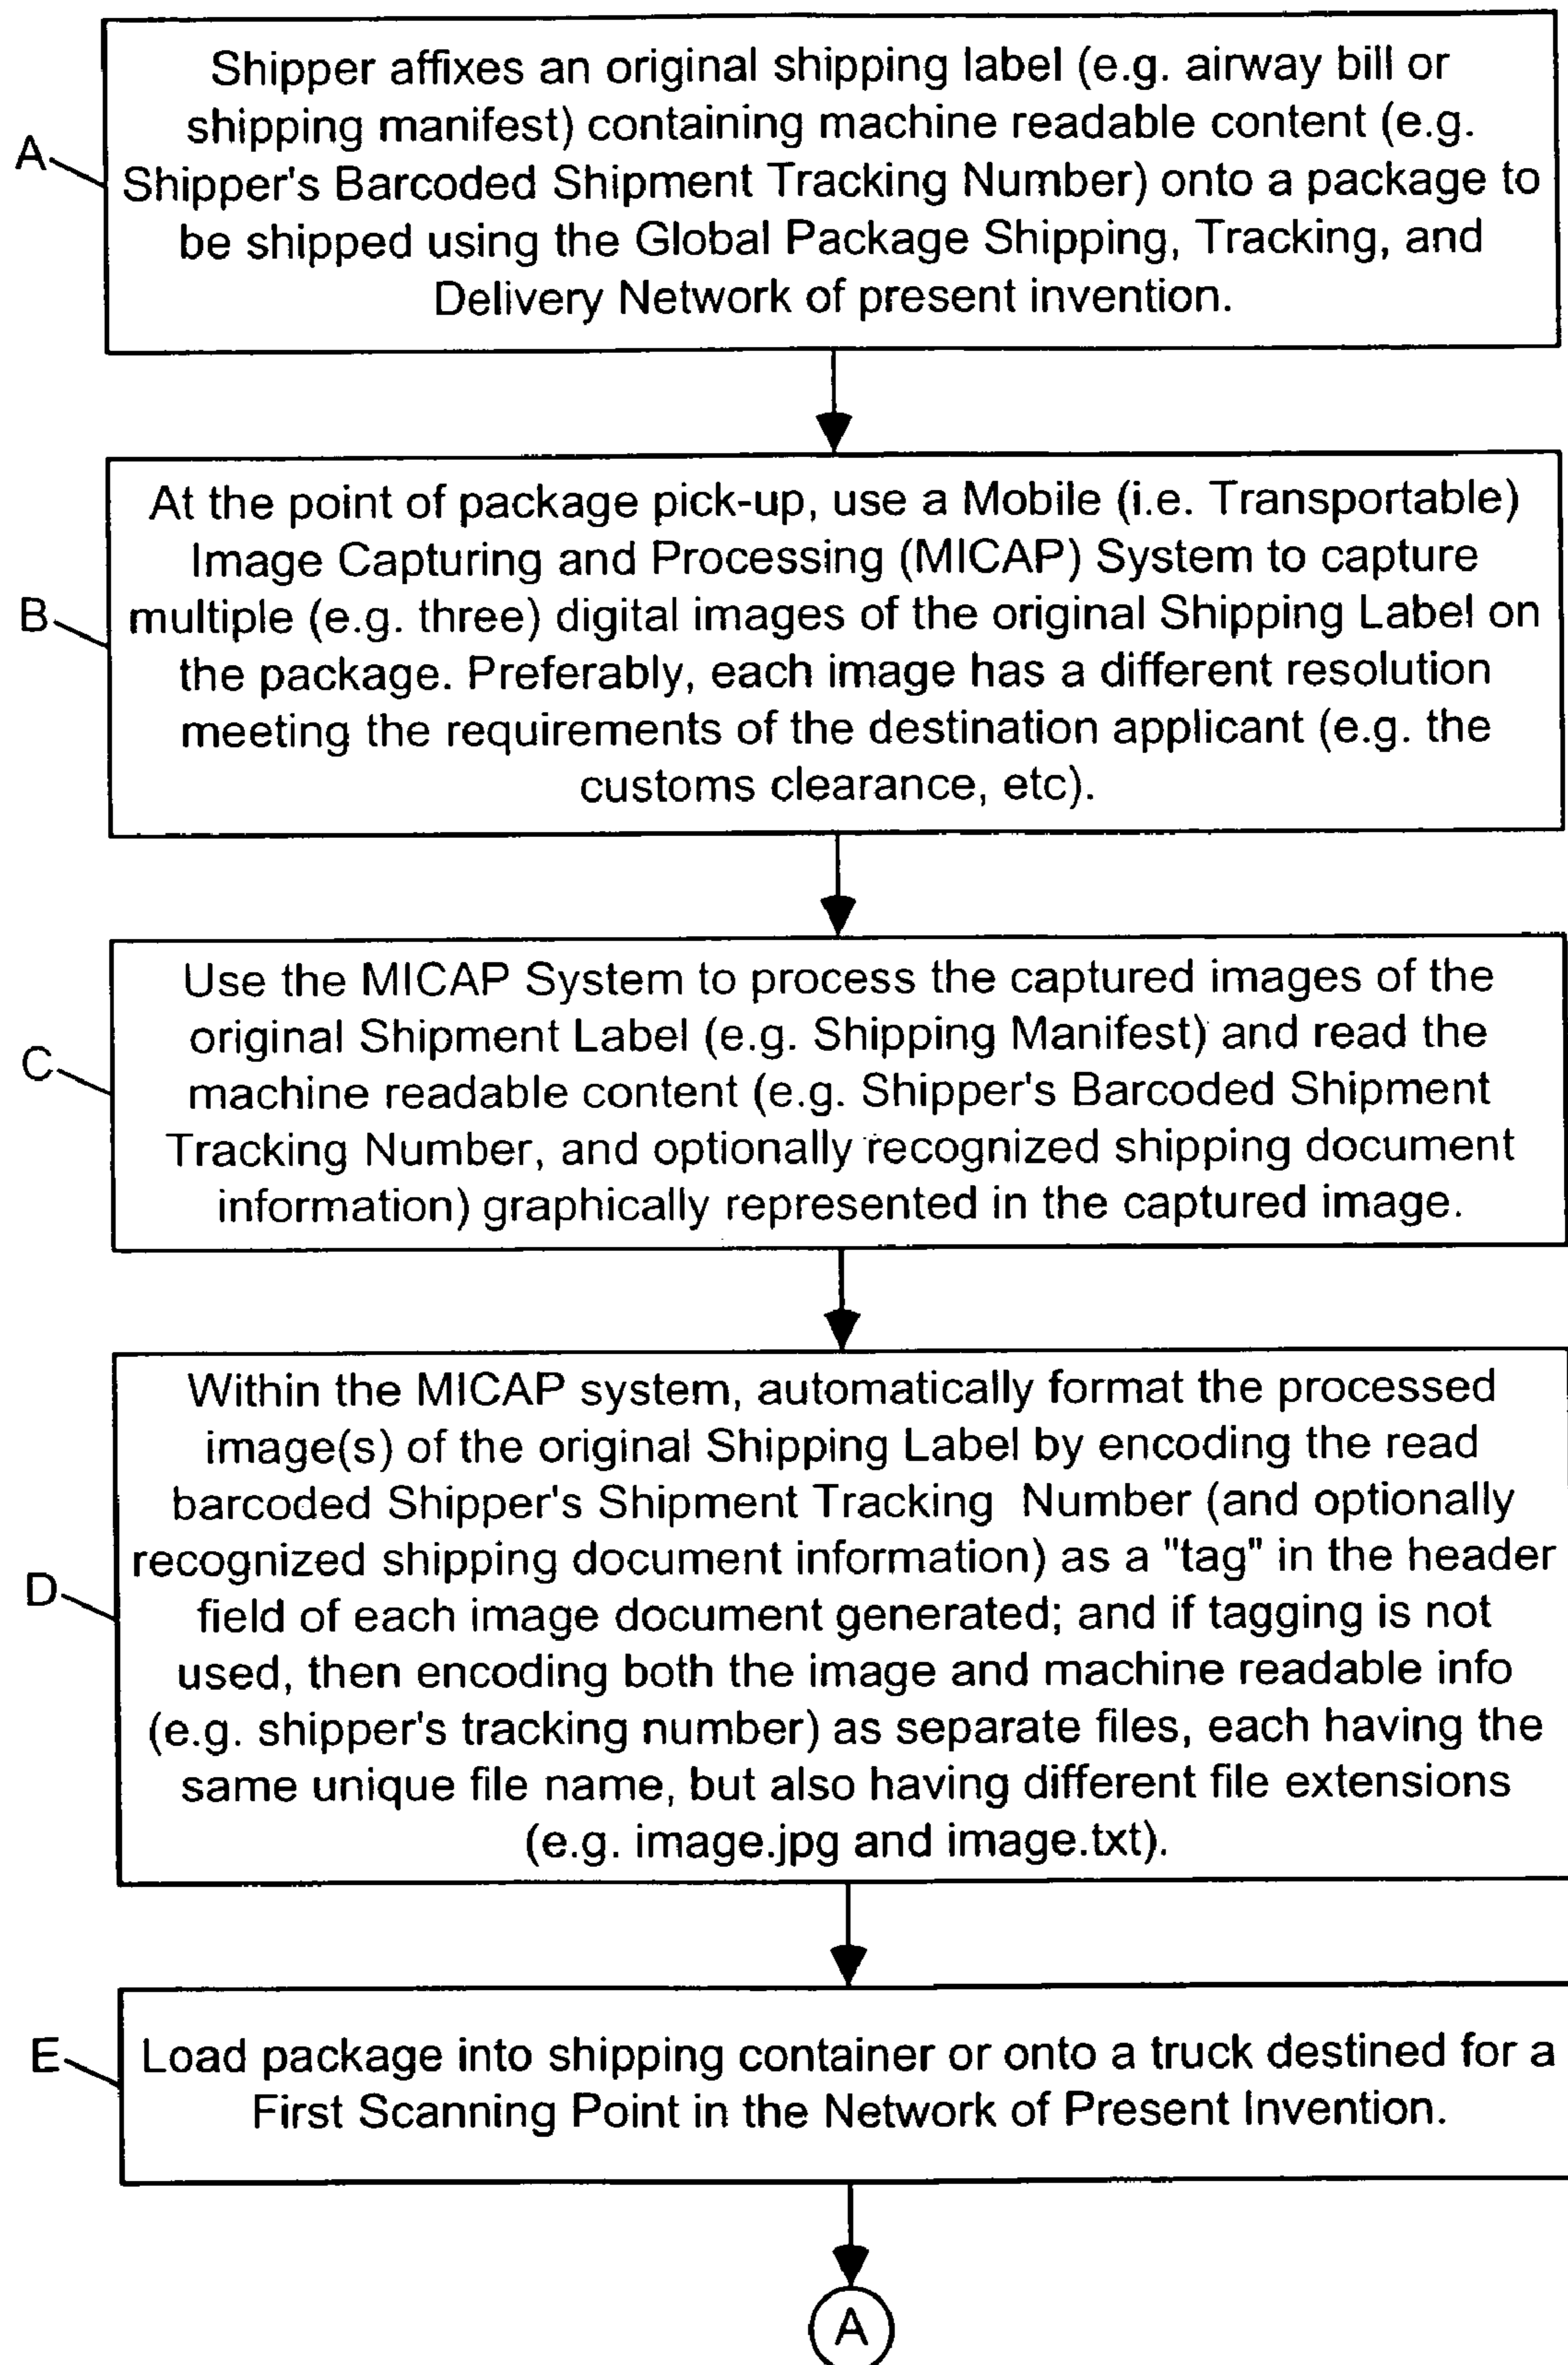 Shipper affixes an original shipping label (e.g. airway bill or
shipping manifest) containing machine readable content (e.g.
A
Shipper's Barcoded Shipment Tracking Number) onto a package to
be shipped using the Global Package Shipping, Tracking, and
Delivery Network of present invention.
At the point of package pick-up, use a Mobile (i.e. Transportable)
Image Capturing and Processing (MICAP) System to capture
B
multiple (e.g. three) digital images of the original Shipping Label on
the package. Preferably, each image has a different resolution
meeting the requirements of the destination applicant (e.g. the
customs clearance, etc).
Use the MICAP System to process the captured images of the
original Shipment Label (e.g. Shipping Manifest) and read the
C
machine readable content (e.g. Shipper's Barcoded Shipment
Tracking Number, and optionally recognized shipping document
information) graphically represented in the captured image.
Within the MICAP system, automatically format the processed
image(s) of the original Shipping Label by encoding the read
barcoded Shipper's Shipment Tracking Number (and optionally
recognized shipping document information) as a "tag" in the header
D
field of each image document generated; and if tagging is not
used, then encoding both the image and machine readable info
(e.g. shipper's tracking number) as separate files, each having the
same unique file name, but also having different file extensions
(e.g. image.jpg and image.txt).
E
Load package into shipping container or onto a truck destined for a
First Scanning Point in the Network of Present Invention.
A